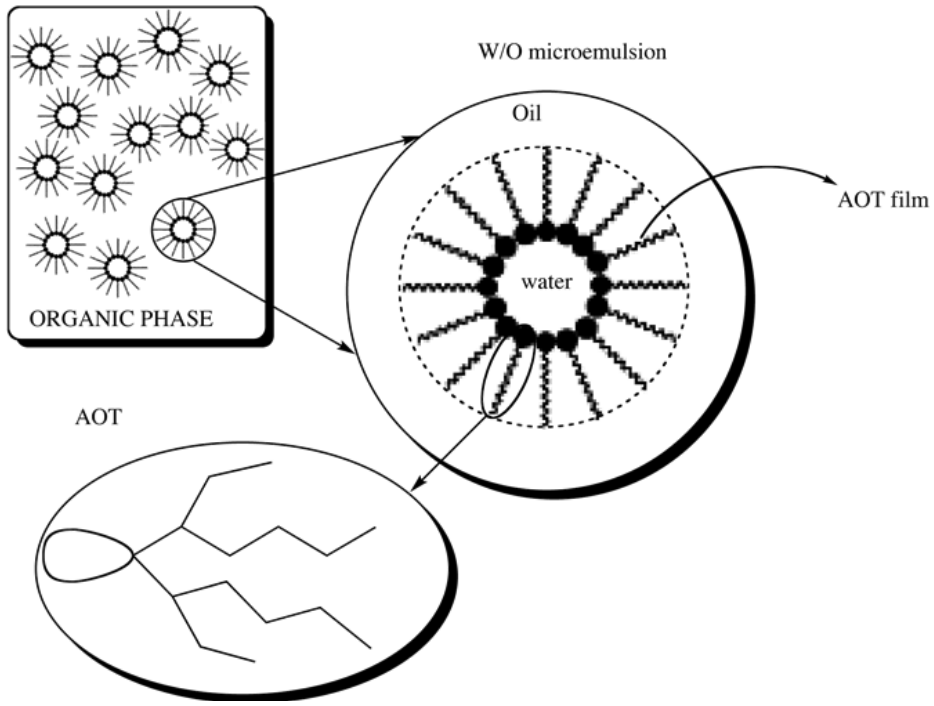 W/O microemulsion
Oil
AOT film
water
ORGANIC PHASE
AOT